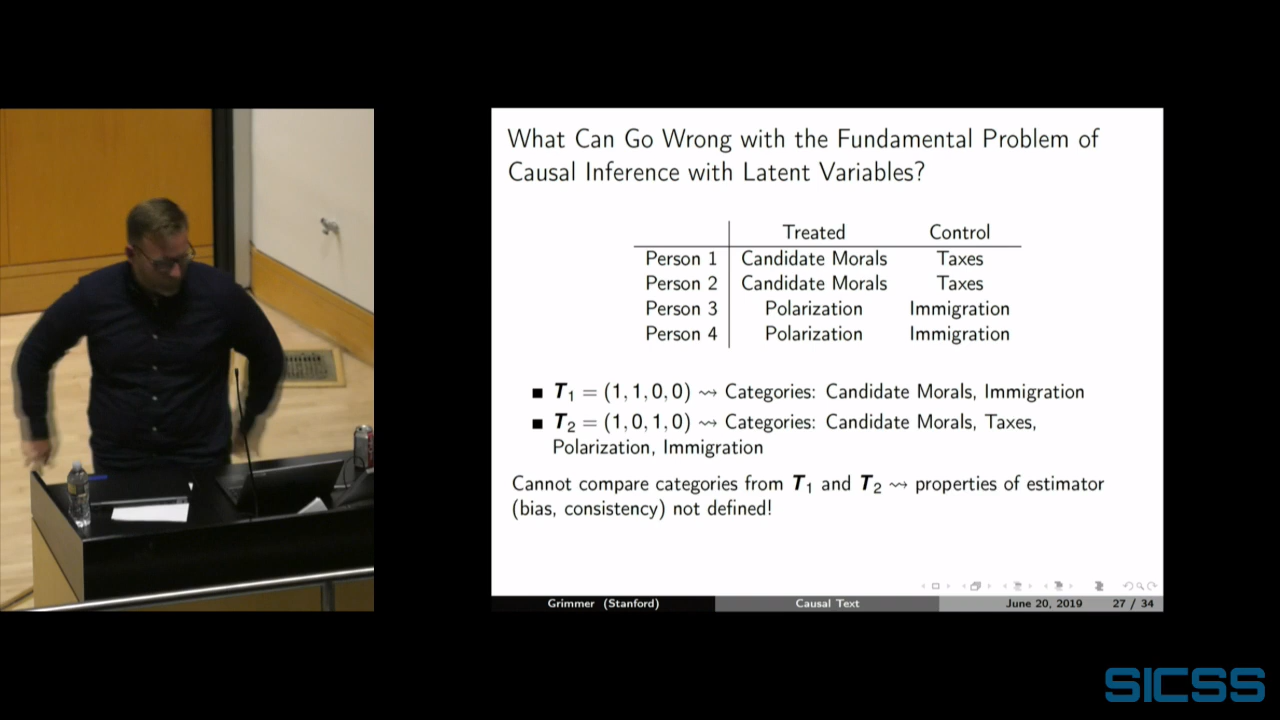 What Can Go Wrong with the Fundamental Problem of
Causal Inference with Latent Variables?
Treated Control
Person 1 Candidate Morals Taxes
Person 2 Candidate Morals Taxes
Person 3 Polarization Immigration
Person 4 Polarization Immigration
T₁ = (1, 1, 0, 0) ⇝ Categories: Candidate Morals, Immigration
T₂ = (1, 0, 1, 0) ⇝ Categories: Candidate Morals, Taxes,
Polarization, Immigration
Cannot compare categories from T₁ and T₂ ⇝ properties of estimator
(bias, consistency) not defined!
Grimmer (Stanford) Causal Text June 20, 2019 27 / 34
SICSS